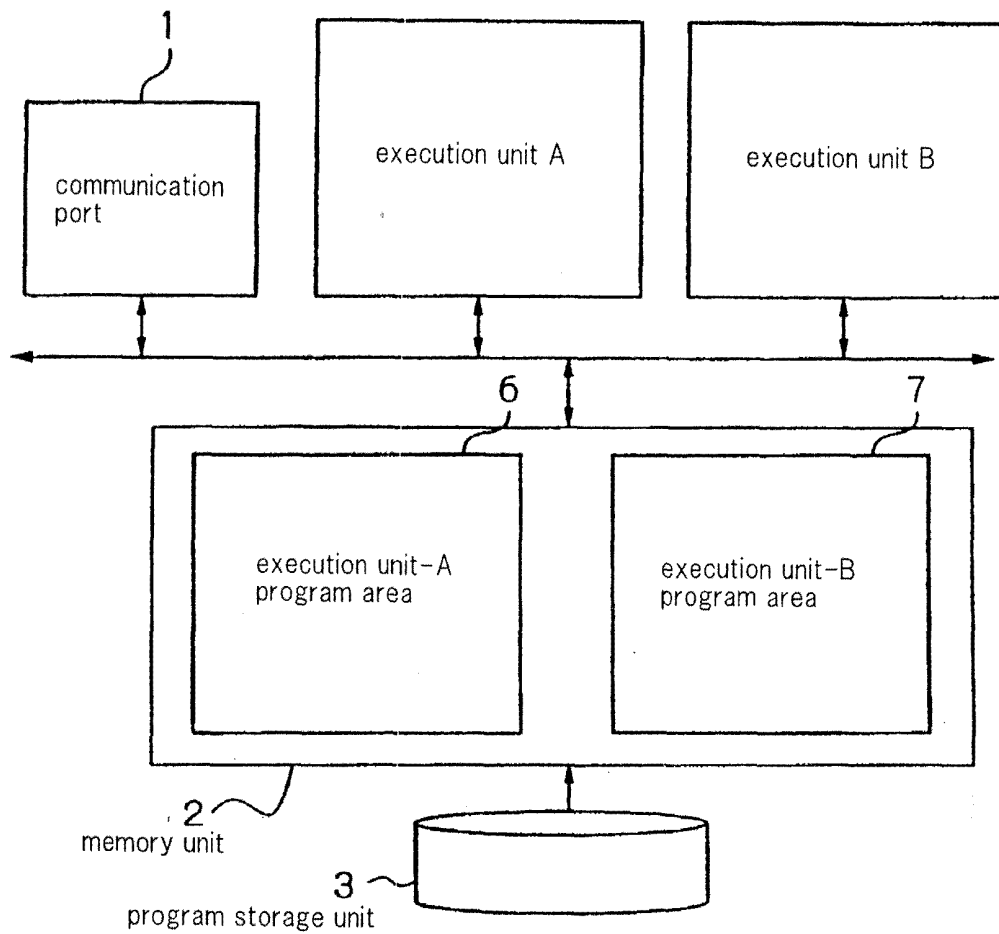 1
communication
port
execution unit A
execution unit B
6
7
execution unit-A
program area
execution unit-B
program area
2
memory unit
3
program storage unit